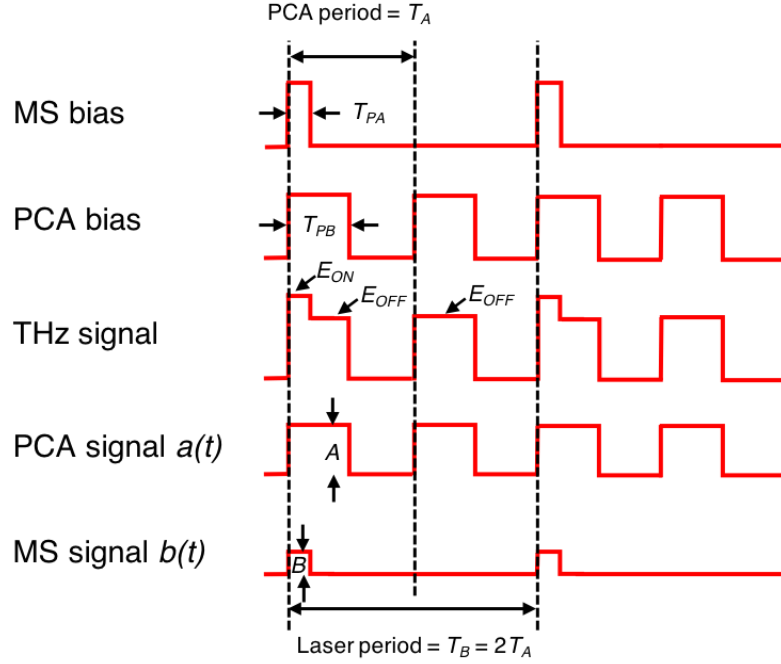 PCA period = T_A
MS bias
T_PA
PCA bias
T_PB
E_ON
E_OFF
E_OFF
THz signal
PCA signal a(t)
A
MS signal b(t)
B
Laser period = T_B = 2T_A